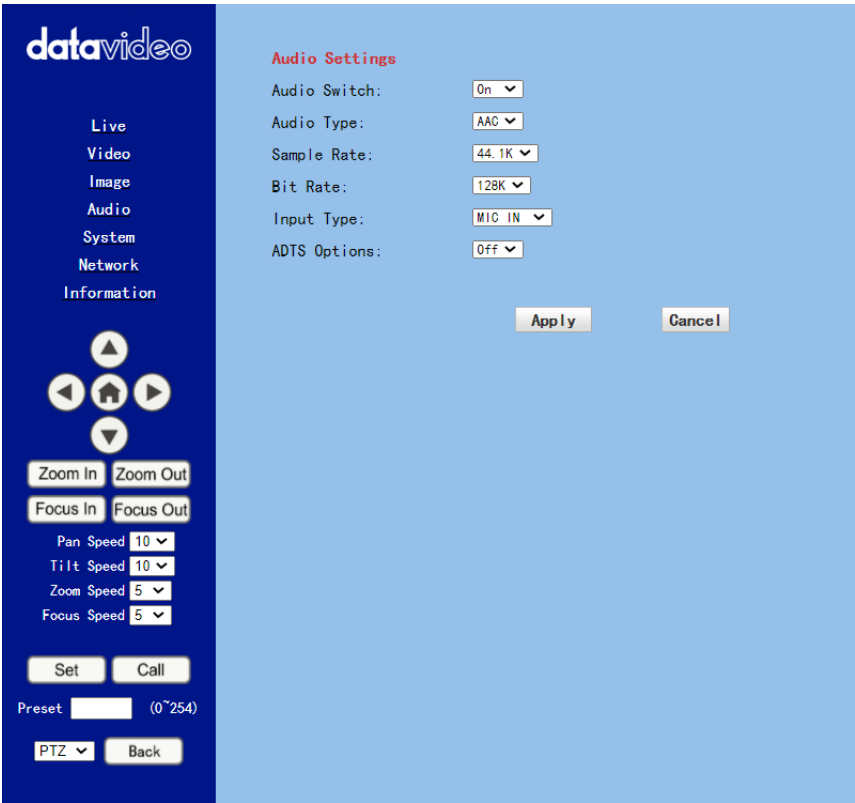 datavideo
Live
Video
Image
Audio
System
Network
Information
Zoom In Zoom Out
Focus In Focus Out
Pan Speed 10
Tilt Speed 10
Zoom Speed 5
Focus Speed 5
Set Call
Preset (0~254)
PTZ Back
Audio Settings
Audio Switch: On
Audio Type: AAC
Sample Rate: 44.1K
Bit Rate: 128K
Input Type: MIC IN
ADTS Options: Off
Apply Cancel